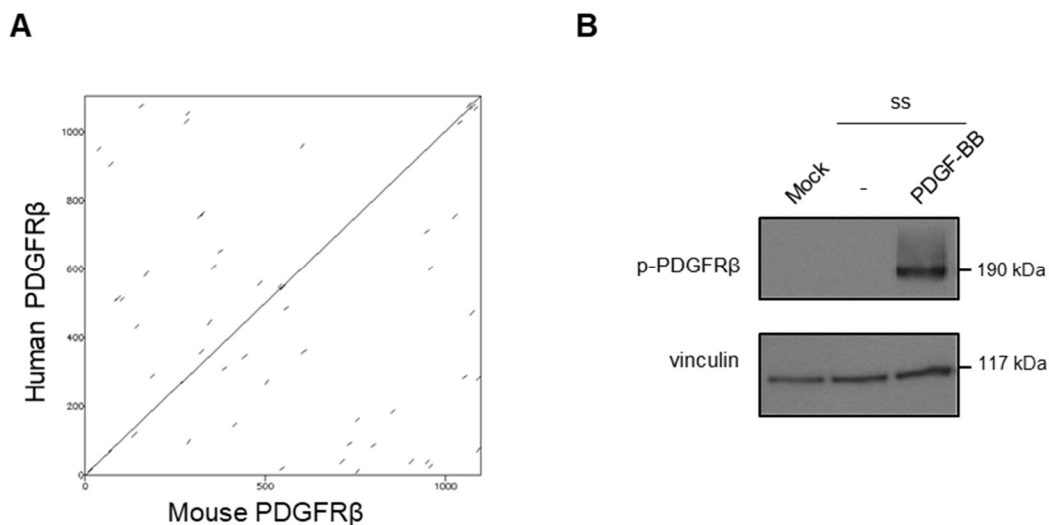 A
B
Human PDGFRβ
1000
800
600
400
200
0
0
500
1000
Mouse PDGFRβ
ss
Mock
-
PDGF-BB
p-PDGFRβ
190 kDa
vinculin
117 kDa